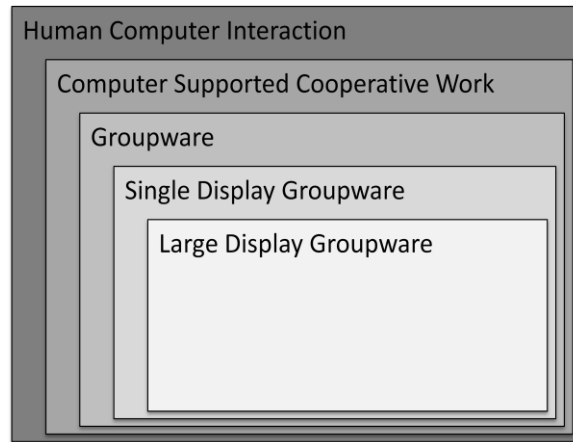 Human Computer Interaction
Computer Supported Cooperative Work
Groupware
Single Display Groupware
Large Display Groupware